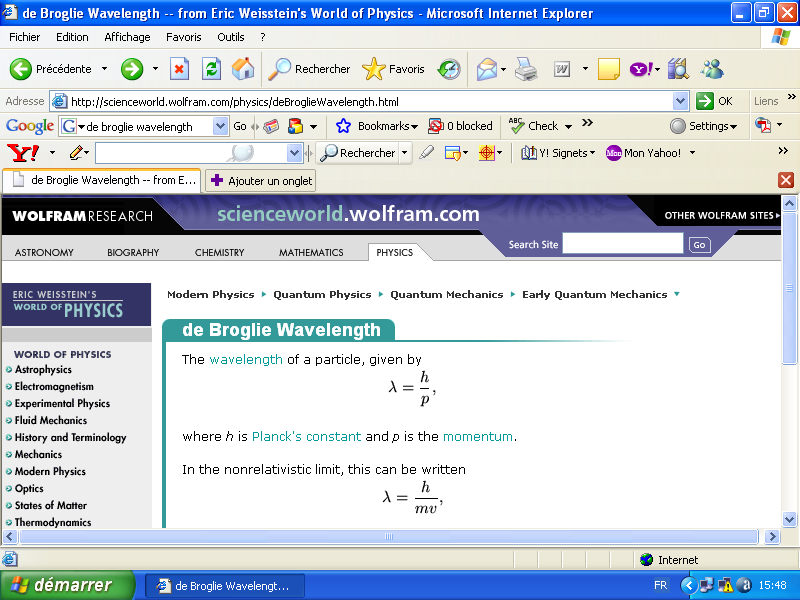 de Broglie Wavelength -- from Eric Weisstein's World of Physics - Microsoft Internet Explorer
Fichier Edition Affichage Favoris Outils ?
Précédente Rechercher Favoris W Y!
Adresse http://scienceworld.wolfram.com/physics/deBroglieWavelength.html OK Liens »
Google G de broglie wavelength Go Bookmarks 0 blocked ABC Check » Settings
Y! Rechercher Y! Signets Mon Mon Yahoo! »
de Broglie Wavelength -- from E... Ajouter un onglet
WOLFRAM RESEARCH scienceworld.wolfram.com OTHER WOLFRAM SITES
Search Site Go
ASTRONOMY BIOGRAPHY CHEMISTRY MATHEMATICS PHYSICS
ERIC WEISSTEIN'S
WORLD OF PHYSICS
Modern Physics Quantum Physics Quantum Mechanics Early Quantum Mechanics
de Broglie Wavelength
WORLD OF PHYSICS
Astrophysics
Electromagnetism
Experimental Physics
Fluid Mechanics
History and Terminology
Mechanics
Modern Physics
Optics
States of Matter
Thermodynamics
The wavelength of a particle, given by
λ = h/p,
where h is Planck's constant and p is the momentum.
In the nonrelativistic limit, this can be written
λ = h/mv,
Internet
démarrer de Broglie Wavelengt... FR 15:48